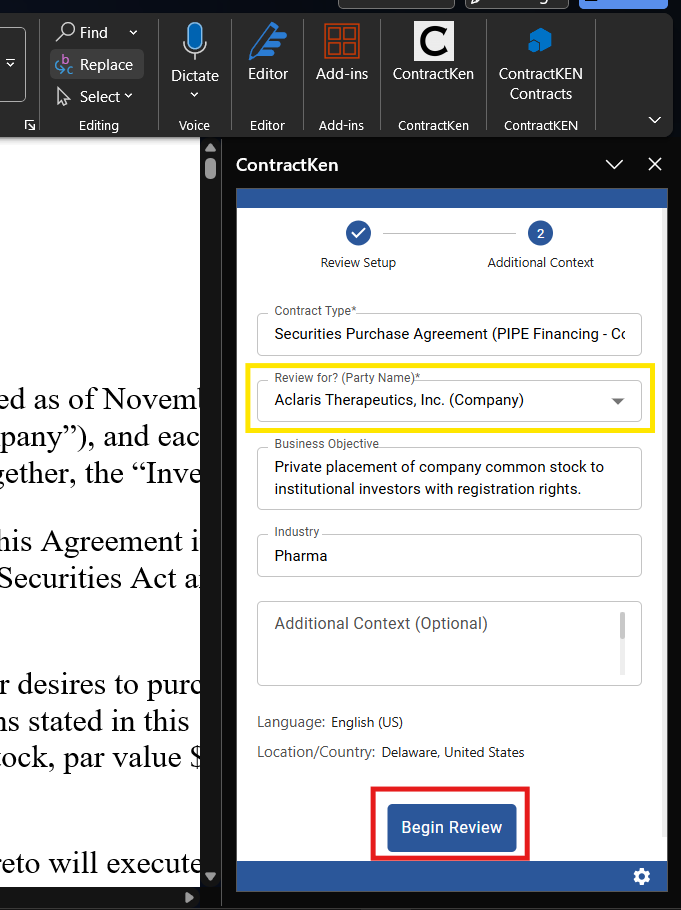 Find
Replace
Select
Editing
Dictate
Voice
Editor
Editor
Add-ins
Add-ins
ContractKen
ContractKen
ContractKEN
Contracts
ContractKEN
ed as of Novem
pany”), and eac
gether, the “Inve
his Agreement i
Securities Act a
r desires to purc
ns stated in this
tock, par value $
reto will execute
ContractKen
2
Review Setup
Additional Context
Contract Type*
Securities Purchase Agreement (PIPE Financing - Co
Review for? (Party Name)*
Aclaris Therapeutics, Inc. (Company)
Business Objective
Private placement of company common stock to
institutional investors with registration rights.
Industry
Pharma
Additional Context (Optional)
Language: English (US)
Location/Country: Delaware, United States
Begin Review